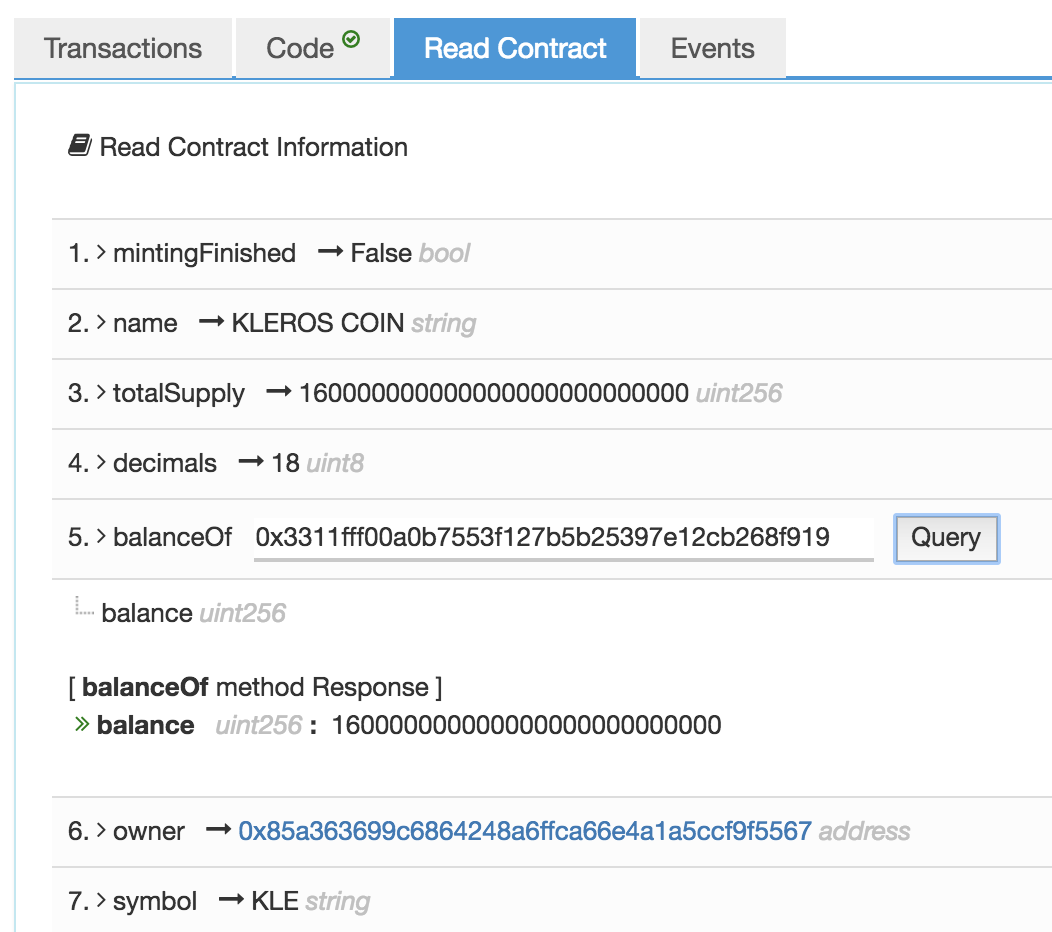 Transactions Code Read Contract Events
Read Contract Information
1. > mintingFinished → False bool
2. > name → KLEROS COIN string
3. > totalSupply → 160000000000000000000000000 uint256
4. > decimals → 18 uint8
5. > balanceOf 0x3311fff00a0b7553f127b5b25397e12cb268f919 Query
balance uint256
[ balanceOf method Response ]
» balance uint256 : 160000000000000000000000000
6. > owner → 0x85a363699c6864248a6ffca66e4a1a5ccf9f5567 address
7. > symbol → KLE string